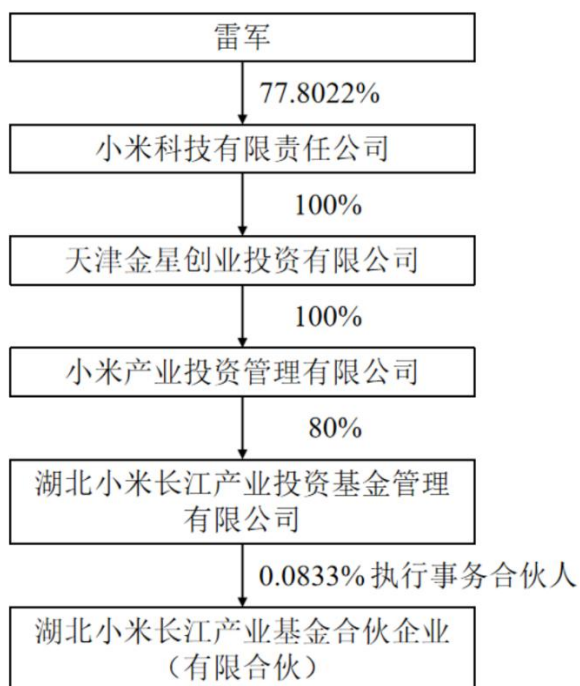 雷军
77.8022%
小米科技有限责任公司
100%
天津金星创业投资有限公司
100%
小米产业投资管理有限公司
80%
湖北小米长江产业投资基金管理
有限公司
0.0833% 执行事务合伙人
湖北小米长江产业基金合伙企业
（有限合伙）